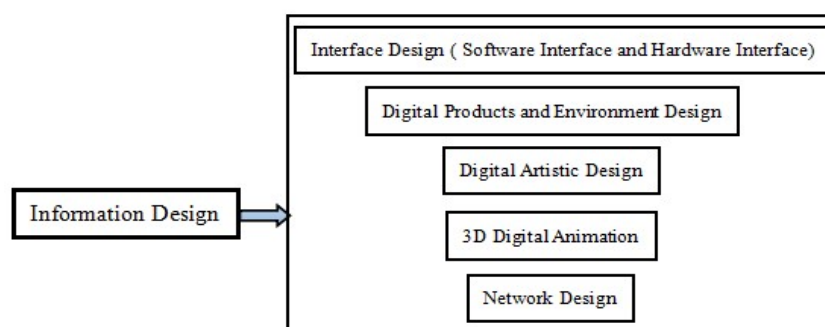 Interface Design ( Software Interface and Hardware Interface)
Digital Products and Environment Design
Digital Artistic Design
Information Design
3D Digital Animation
Network Design